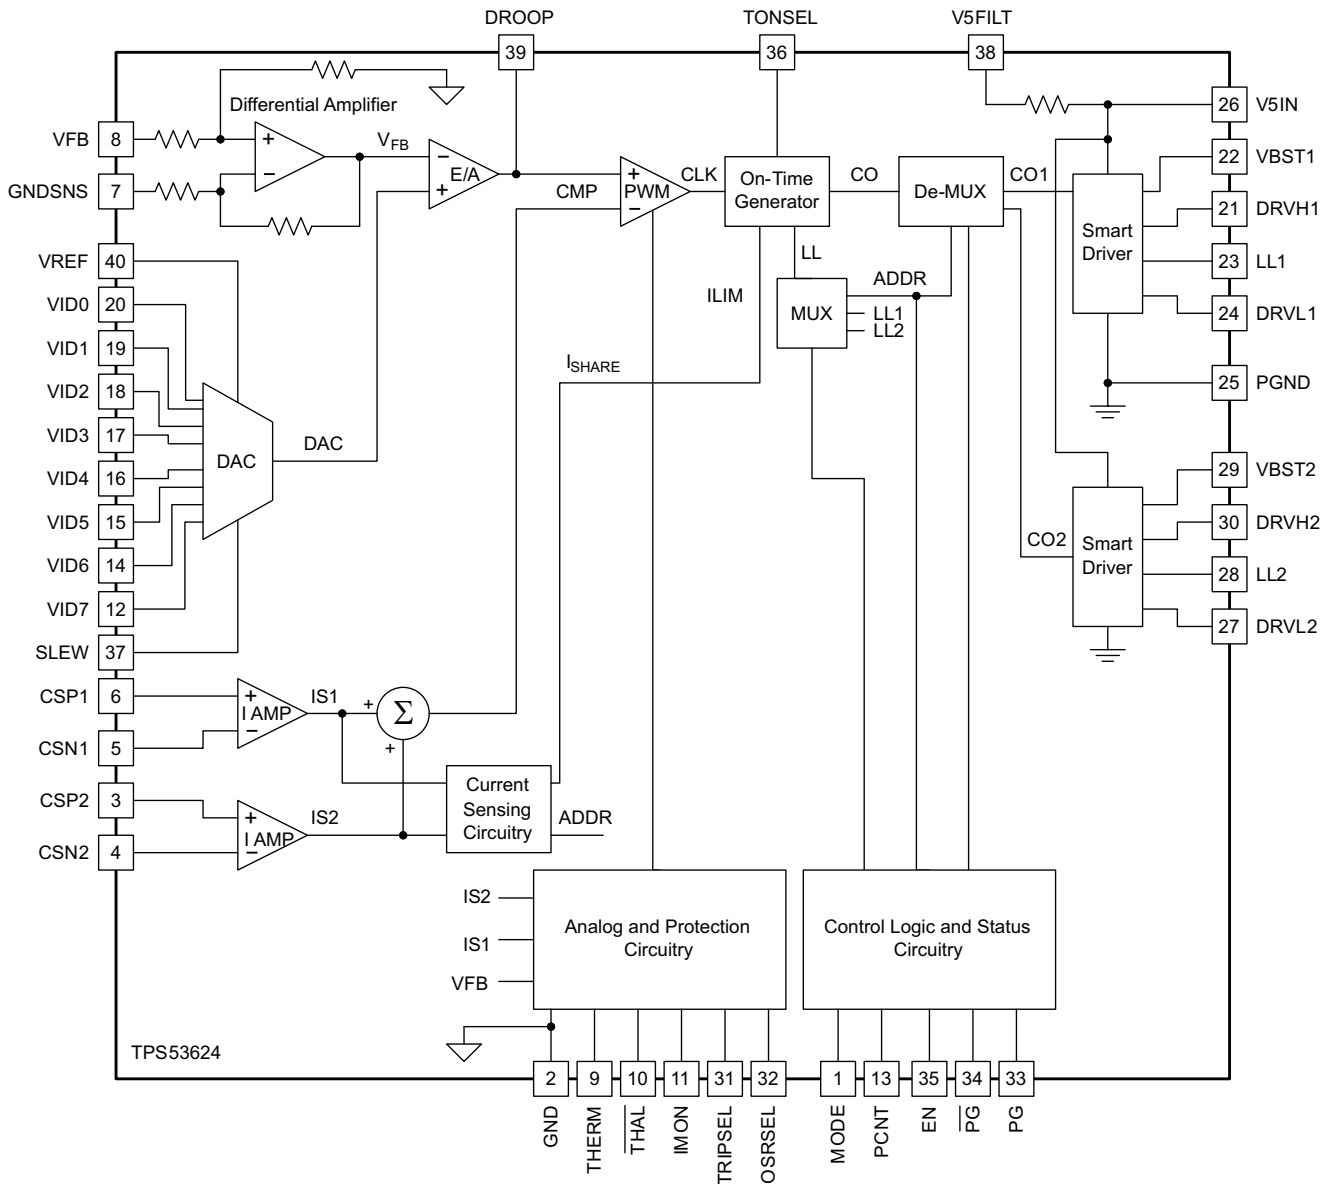 DROOP
TONSEL
V5FILT
39
36
38
Differential Amplifier
VFB
8
+
−
GNDSNS
7
V_FB
−
E/A
+
CMP
+
PWM
−
CLK
On-Time
Generator
CO
De-MUX
CO1
26
V5IN
22
VBST1
21
DRVH1
Smart
Driver
23
LL1
24
DRVL1
25
PGND
VREF
40
VID0
20
VID1
19
VID2
18
VID3
17
VID4
16
VID5
15
VID6
14
VID7
12
SLEW
37
DAC
DAC
LL
ILIM
MUX
ADDR
LL1
LL2
I_SHARE
29
VBST2
30
DRVH2
CO2
Smart
Driver
28
LL2
27
DRVL2
CSP1
6
+
I AMP
−
IS1
+
Σ
+
CSN1
5
CSP2
3
+
I AMP
−
IS2
CSN2
4
Current
Sensing
Circuitry
ADDR
IS2
IS1
VFB
Analog and Protection
Circuitry
Control Logic and Status
Circuitry
TPS53624
2
9
10
11
31
32
1
13
35
34
33
GND
THERM
T̅H̅A̅L̅
IMON
TRIPSEL
OSRSEL
MODE
PCNT
EN
P̅G̅
PG